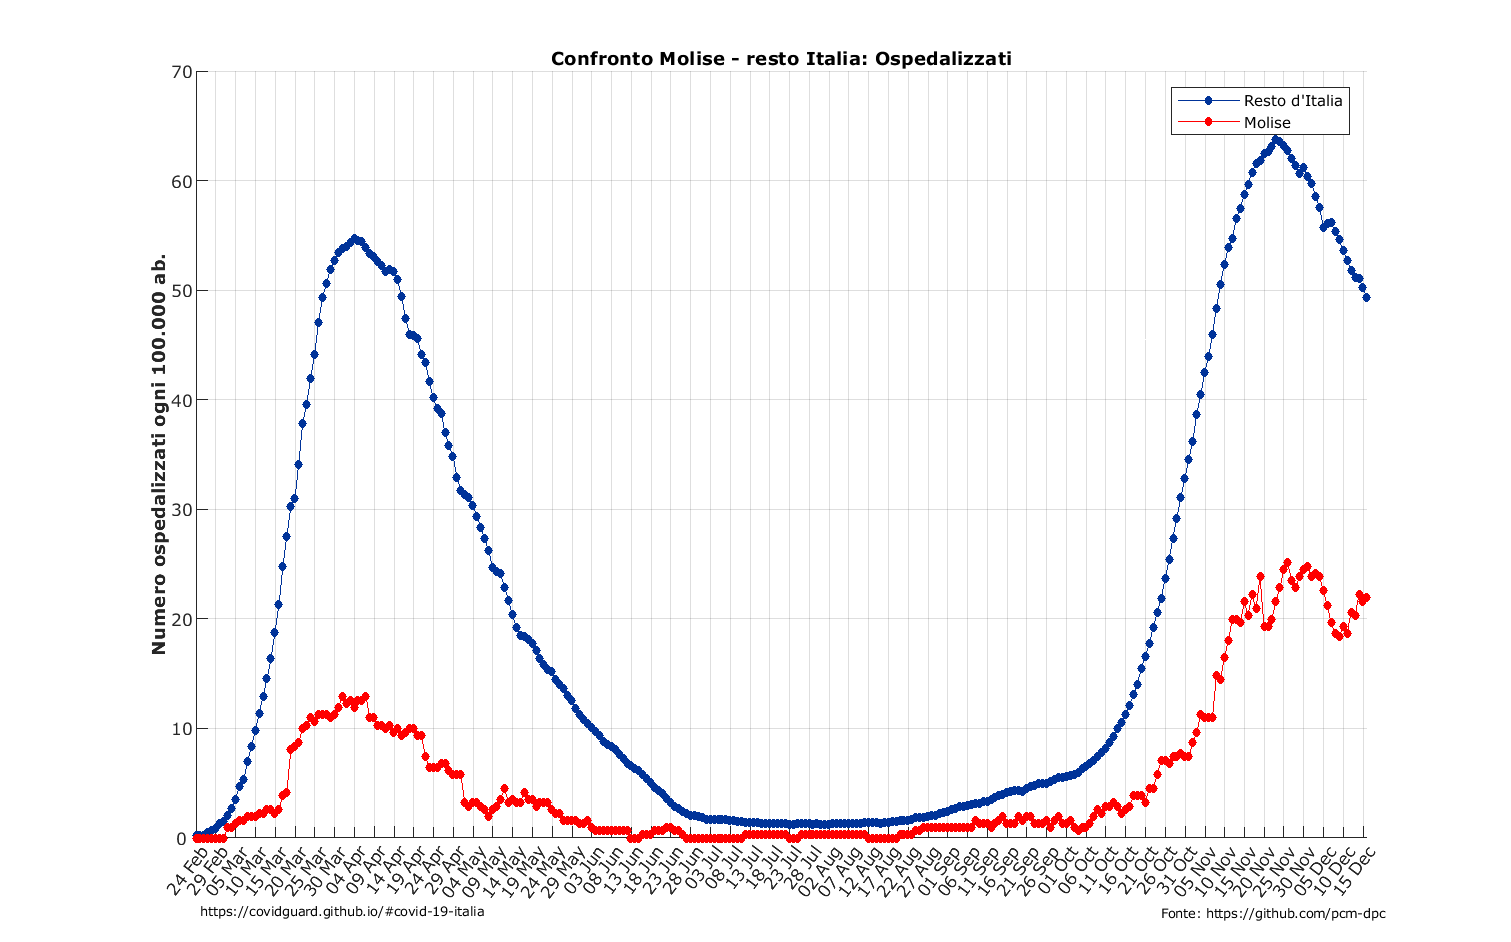 Confronto Molise - resto Italia: Ospedalizzati
Resto d'Italia
Molise
Numero ospedalizzati ogni 100.000 ab.
70
60
50
40
30
20
10
0
24 Feb
29 Feb
05 Mar
10 Mar
15 Mar
20 Mar
25 Mar
30 Mar
04 Apr
09 Apr
14 Apr
19 Apr
24 Apr
29 Apr
04 May
09 May
14 May
19 May
24 May
29 May
03 Jun
08 Jun
13 Jun
18 Jun
23 Jun
28 Jun
03 Jul
08 Jul
13 Jul
18 Jul
23 Jul
28 Jul
02 Aug
07 Aug
12 Aug
17 Aug
22 Aug
27 Aug
01 Sep
06 Sep
11 Sep
16 Sep
21 Sep
26 Sep
01 Oct
06 Oct
11 Oct
16 Oct
21 Oct
26 Oct
31 Oct
05 Nov
10 Nov
15 Nov
20 Nov
25 Nov
30 Nov
05 Dec
10 Dec
15 Dec
https://covidguard.github.io/#covid-19-italia
Fonte: https://github.com/pcm-dpc